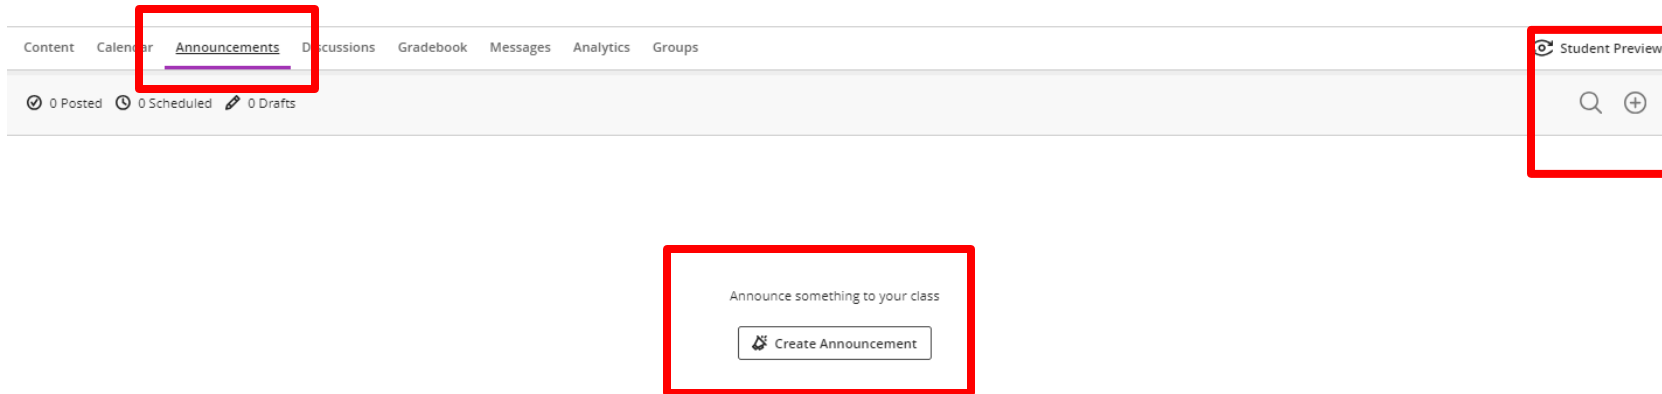 Content Calendar Announcements Discussions Gradebook Messages Analytics Groups Student Preview
0 Posted 0 Scheduled 0 Drafts
Announce something to your class
Create Announcement